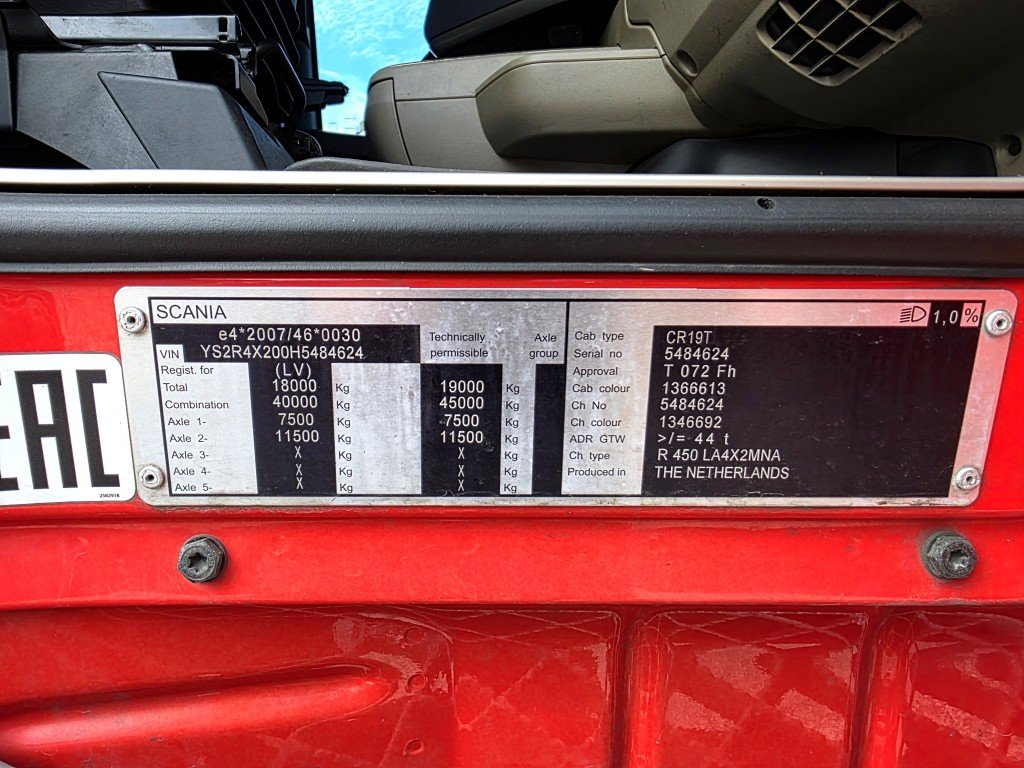 SCANIA
e4*2007/46*0030
VIN YS2R4X200H5484624
Technically permissible
Axle group
Regist. for (LV)
Total 18000 Kg 19000 Kg
Combination 40000 Kg 45000 Kg
Axle 1- 7500 Kg 7500 Kg
Axle 2- 11500 Kg 11500 Kg
Axle 3- X Kg X Kg
Axle 4- X Kg X Kg
Axle 5- X Kg X Kg
1,0 %
Cab type CR19T
Serial no 5484624
Approval T 072 Fh
Cab colour 1366613
Ch No 5484624
Ch colour 1346692
ADR GTW >/= 44 t
Ch type R 450 LA4X2MNA
Produced in THE NETHERLANDS
EAC